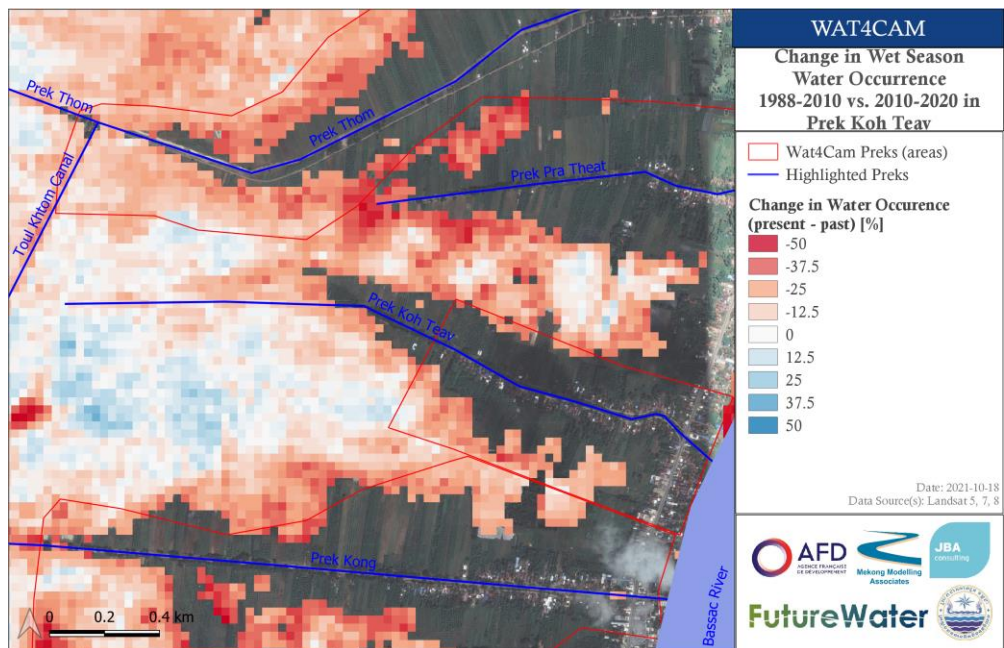 WAT4CAM
Change in Wet Season
Water Occurrence
1988-2010 vs. 2010-2020 in
Prek Koh Teav
Wat4Cam Preks (areas)
Highlighted Preks
Change in Water Occurence
(present - past) [%]
-50
-37.5
-25
-12.5
0
12.5
25
37.5
50
Date: 2021-10-18
Data Source(s): Landsat 5, 7, 8
AFD
AGENCE FRANÇAISE
DE DÉVELOPPEMENT
Mekong Modelling
Associates
JBA
consulting
FutureWater
Prek Thom
Prek Thom
Toul Khtom Canal
Prek Pra Theat
Prek Koh Teav
Prek Kong
Bassac River
0 0.2 0.4 km